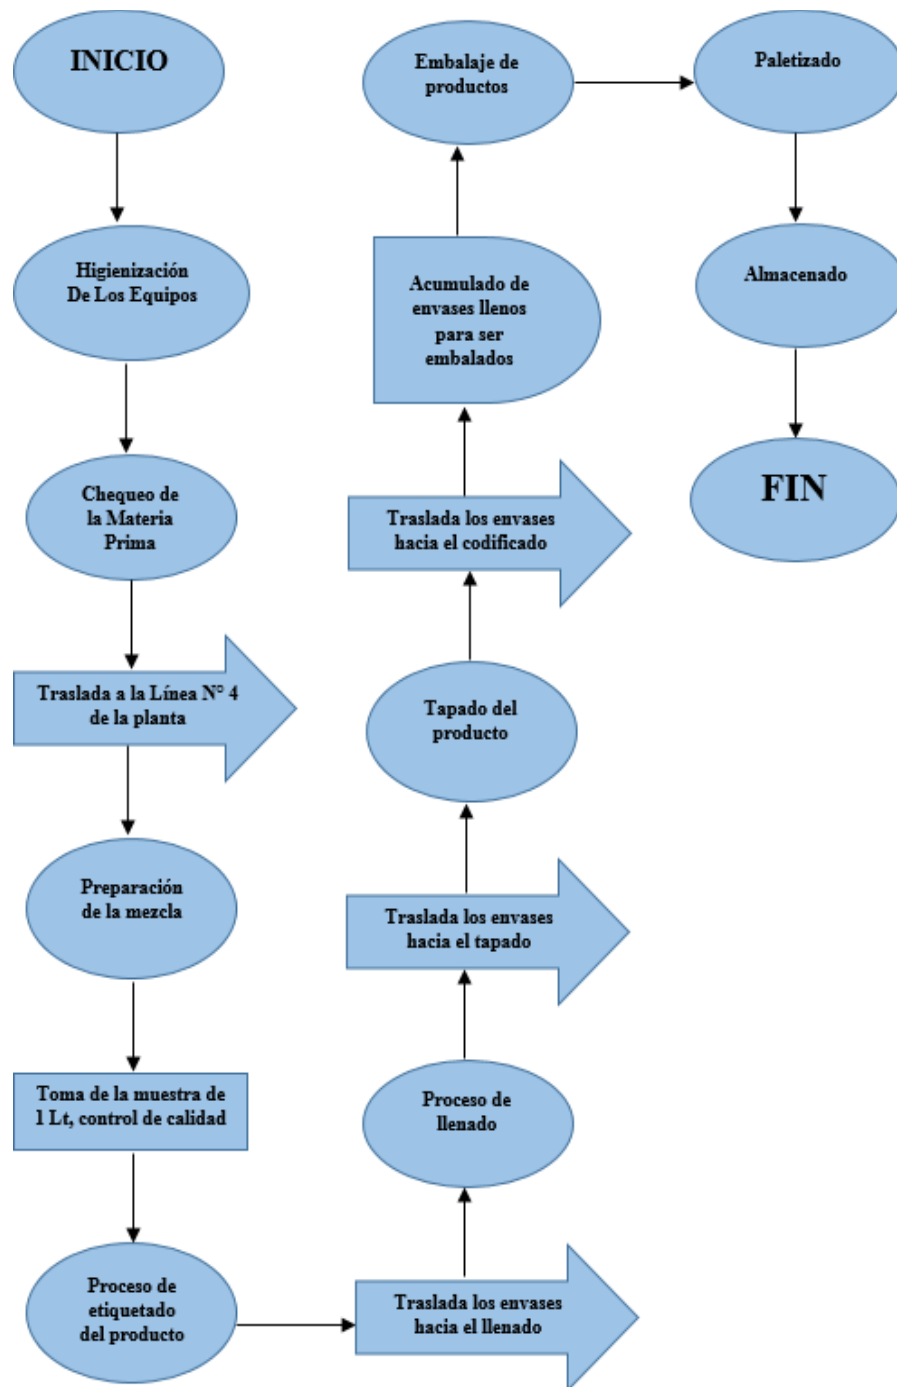 INICIO
Higienización
De Los Equipos
Chequeo de
la Materia
Prima
Traslada a la Línea N° 4
de la planta
Preparación
de la mezcla
Toma de la muestra de
1 Lt, control de calidad
Proceso de
etiquetado
del producto
Traslada los envases
hacia el llenado
Proceso de
llenado
Traslada los envases
hacia el tapado
Tapado del
producto
Traslada los envases
hacia el codificado
Acumulado de
envases llenos
para ser
embalados
Embalaje de
productos
Paletizado
Almacenado
FIN